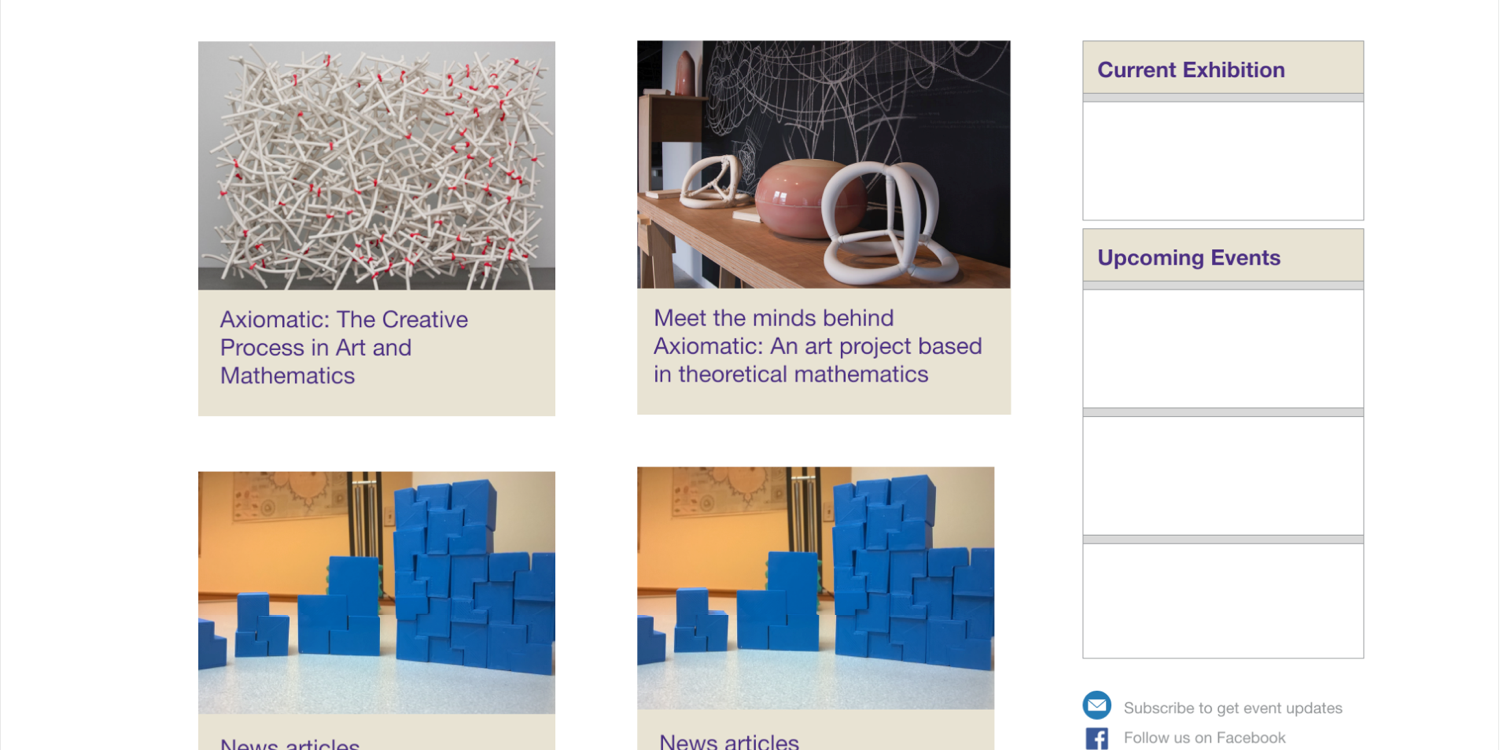 Current Exhibition
Axiomatic: The Creative
Process in Art and
Mathematics
Meet the minds behind
Axiomatic: An art project based
in theoretical mathematics
Upcoming Events
News articles
News articles
Subscribe to get event updates
Follow us on Facebook